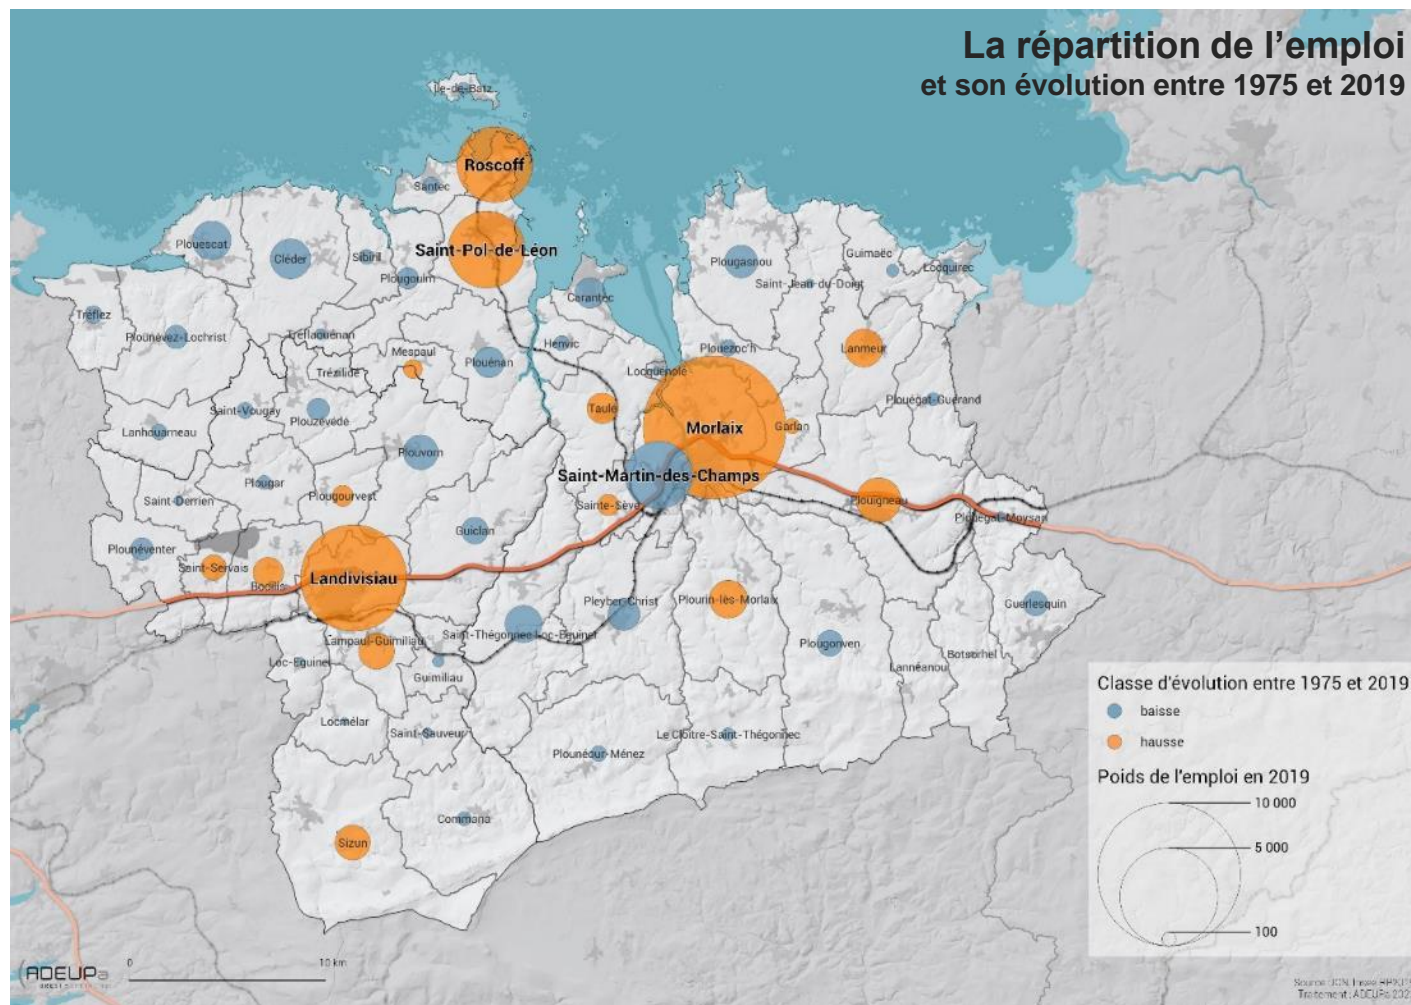 La répartition de l'emploi
et son évolution entre 1975 et 2019
Île-de-Batz
Roscoff
Santec
Saint-Pol-de-Léon
Plouescat
Cléder
Sibiril
Plougoulm
Plougasnou
Guimaëc
Locquirec
Saint-Jean-du-Doigt
Carantec
Tréflez
Plounévez-Lochrist
Tréflaouénan
Mespaul
Trézilidé
Plouénan
Henvic
Plouezoc'h
Lanmeur
Locquénolé
Saint-Vougay
Plouzévédé
Taulé
Plouégat-Guérand
Lanhouarneau
Morlaix
Garlan
Plouvorn
Saint-Martin-des-Champs
Plougar
Saint-Derrien
Plougourvest
Sainte-Sève
Plouigneau
Plouégat-Moysan
Guiclan
Plounéventer
Saint-Servais
Bodilis
Landivisiau
Pleyber-Christ
Plourin-lès-Morlaix
Guerlesquin
Lampaul-Guimiliau
Saint-Thégonnec Loc-Eguiner
Plougonven
Loc-Eguiner
Guimiliau
Lannéanou
Botsorhel
Locmélar
Saint-Sauveur
Le Cloître-Saint-Thégonnec
Plounéour-Ménez
Commana
Sizun
Classe d'évolution entre 1975 et 2019
baisse
hausse
Poids de l'emploi en 2019
10 000
5 000
100
ADEUPa
0
10 km